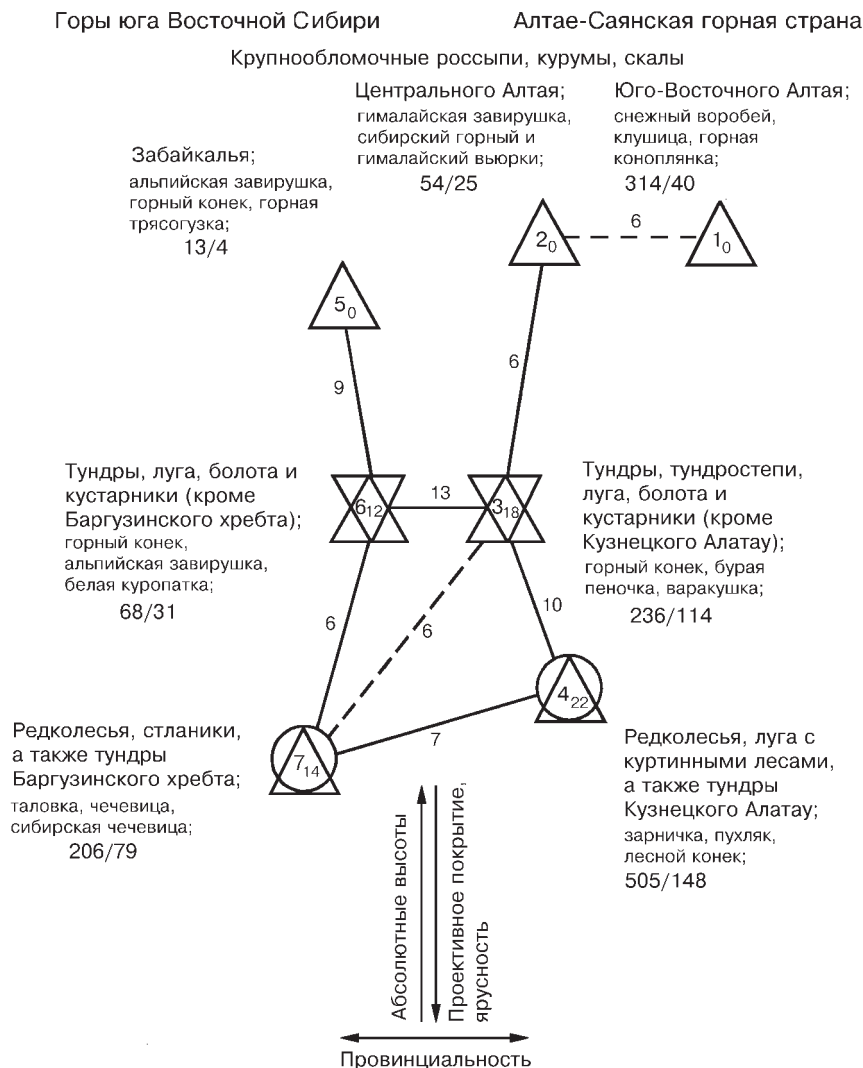 Горы юга Восточной Сибири
Алтае-Саянская горная страна
Крупнообломочные россыпи, курумы, скалы
Забайкалья;
альпийская завирушка,
горный конек, горная
трясогузка;
13/4
Центрального Алтая;
гималайская завирушка,
сибирский горный и
гималайский вьюрки;
54/25
Юго-Восточного Алтая;
снежный воробей,
клушица, горная
коноплянка;
314/40
2₀
6
1₀
5₀
9
6
Тундры, луга, болота и
кустарники (кроме
Баргузинского хребта);
горный конек,
альпийская завирушка,
белая куропатка;
68/31
6₁₂
13
3₁₈
Тундры, тундростепи,
луга, болота и
кустарники (кроме
Кузнецкого Алатау);
горный конек, бурая
пеночка, варакушка;
236/114
6
6
10
4₂₂
7
7₁₄
Редколесья, стланики,
а также тундры
Баргузинского хребта;
таловка, чечевица,
сибирская чечевица;
206/79
Редколесья, луга с
куртинными лесами,
а также тундры
Кузнецкого Алатау;
зарничка, пухляк,
лесной конек;
505/148
Абсолютные высоты
Проективное покрытие,
ярусность
Провинциальность